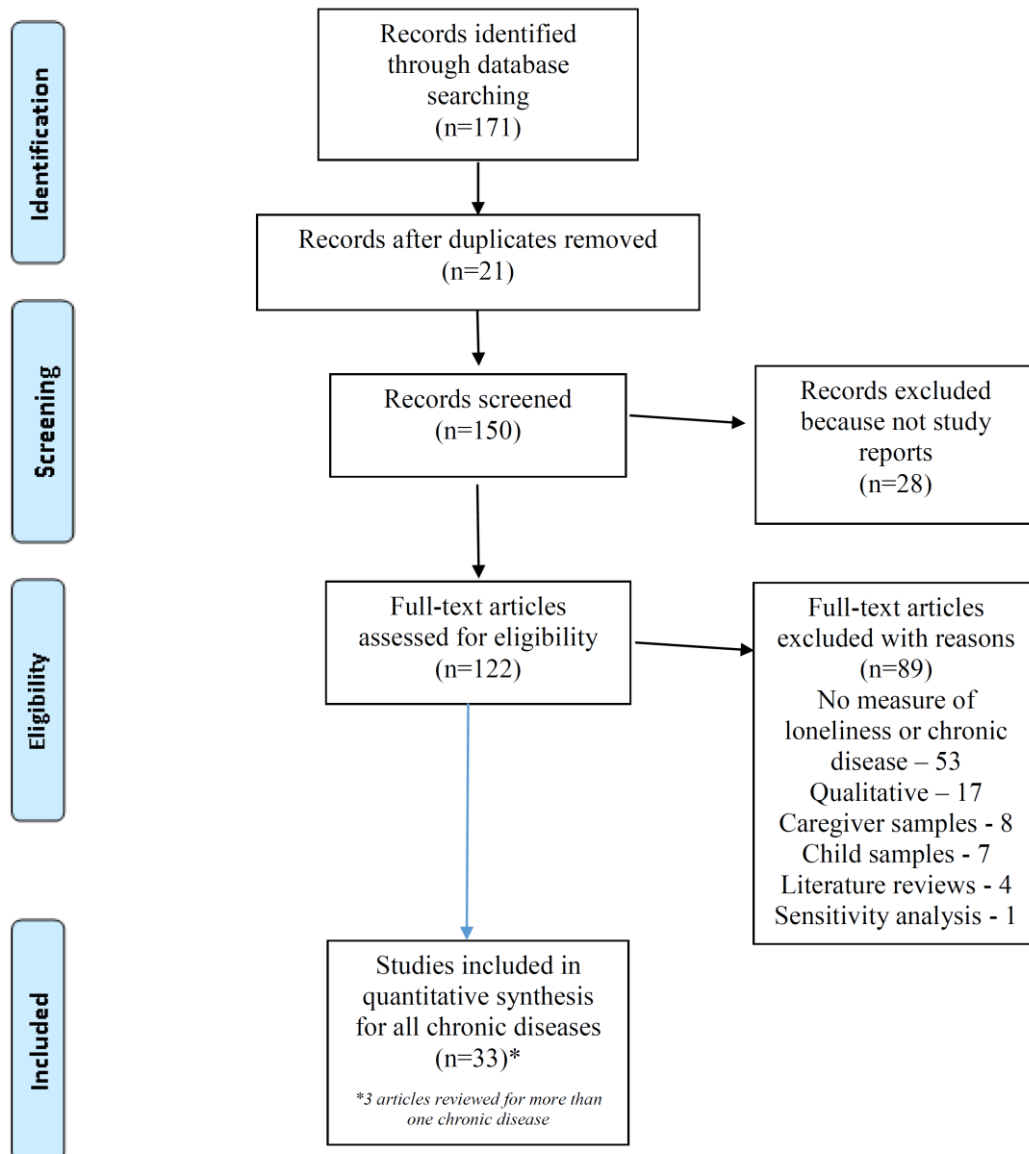 Identification
Records identified
through database
searching
(n=171)
Records after duplicates removed
(n=21)
Screening
Records screened
(n=150)
Records excluded
because not study
reports
(n=28)
Eligibility
Full-text articles
assessed for eligibility
(n=122)
Full-text articles
excluded with reasons
(n=89)
No measure of
loneliness or chronic
disease – 53
Qualitative – 17
Caregiver samples - 8
Child samples - 7
Literature reviews - 4
Sensitivity analysis - 1
Included
Studies included in
quantitative synthesis
for all chronic diseases
(n=33)*
*3 articles reviewed for more than
one chronic disease